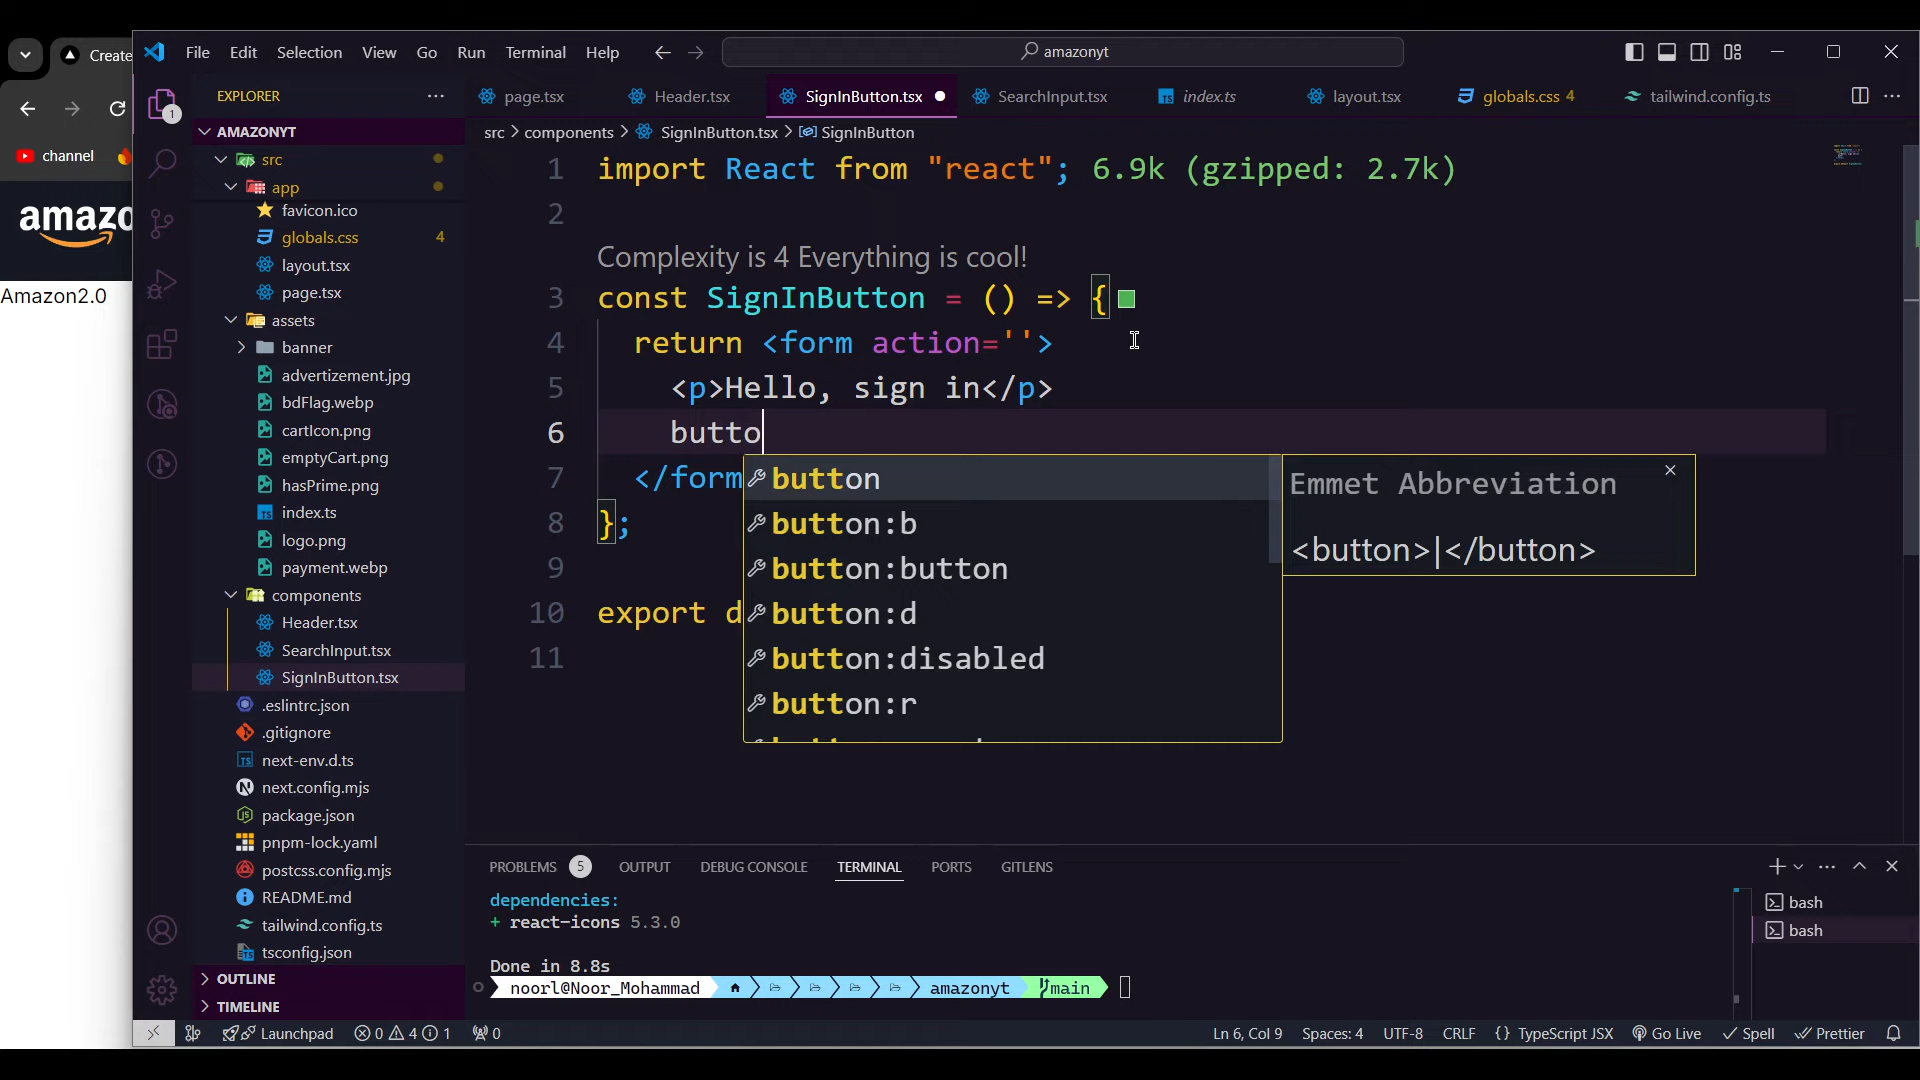 Create
File Edit Selection View Go Run Terminal Help
amazonyt
channel
amazo
Amazon2.0
EXPLORER
AMAZONYT
src
app
favicon.ico
globals.css 4
layout.tsx
page.tsx
assets
banner
advertizement.jpg
bdFlag.webp
cartIcon.png
emptyCart.png
hasPrime.png
index.ts
logo.png
payment.webp
components
Header.tsx
SearchInput.tsx
SignInButton.tsx
.eslintrc.json
.gitignore
next-env.d.ts
next.config.mjs
package.json
pnpm-lock.yaml
postcss.config.mjs
README.md
tailwind.config.ts
tsconfig.json
OUTLINE
TIMELINE
page.tsx Header.tsx SignInButton.tsx SearchInput.tsx index.ts layout.tsx globals.css 4 tailwind.config.ts
src > components > SignInButton.tsx > SignInButton
1 import React from "react"; 6.9k (gzipped: 2.7k)
2
Complexity is 4 Everything is cool!
3 const SignInButton = () => {
4 return <form action=''>
5 <p>Hello, sign in</p>
6 butto
7 </form
8 };
9
10 export d
11
button
button:b
button:button
button:d
button:disabled
button:r
Emmet Abbreviation
<button>|</button>
PROBLEMS 5 OUTPUT DEBUG CONSOLE TERMINAL PORTS GITLENS
dependencies:
+ react-icons 5.3.0
Done in 8.8s
noorl@Noor_Mohammad amazonyt main
bash
bash
1
Launchpad 0 4 1 0 Ln 6, Col 9 Spaces: 4 UTF-8 CRLF {} TypeScript JSX Go Live Spell Prettier